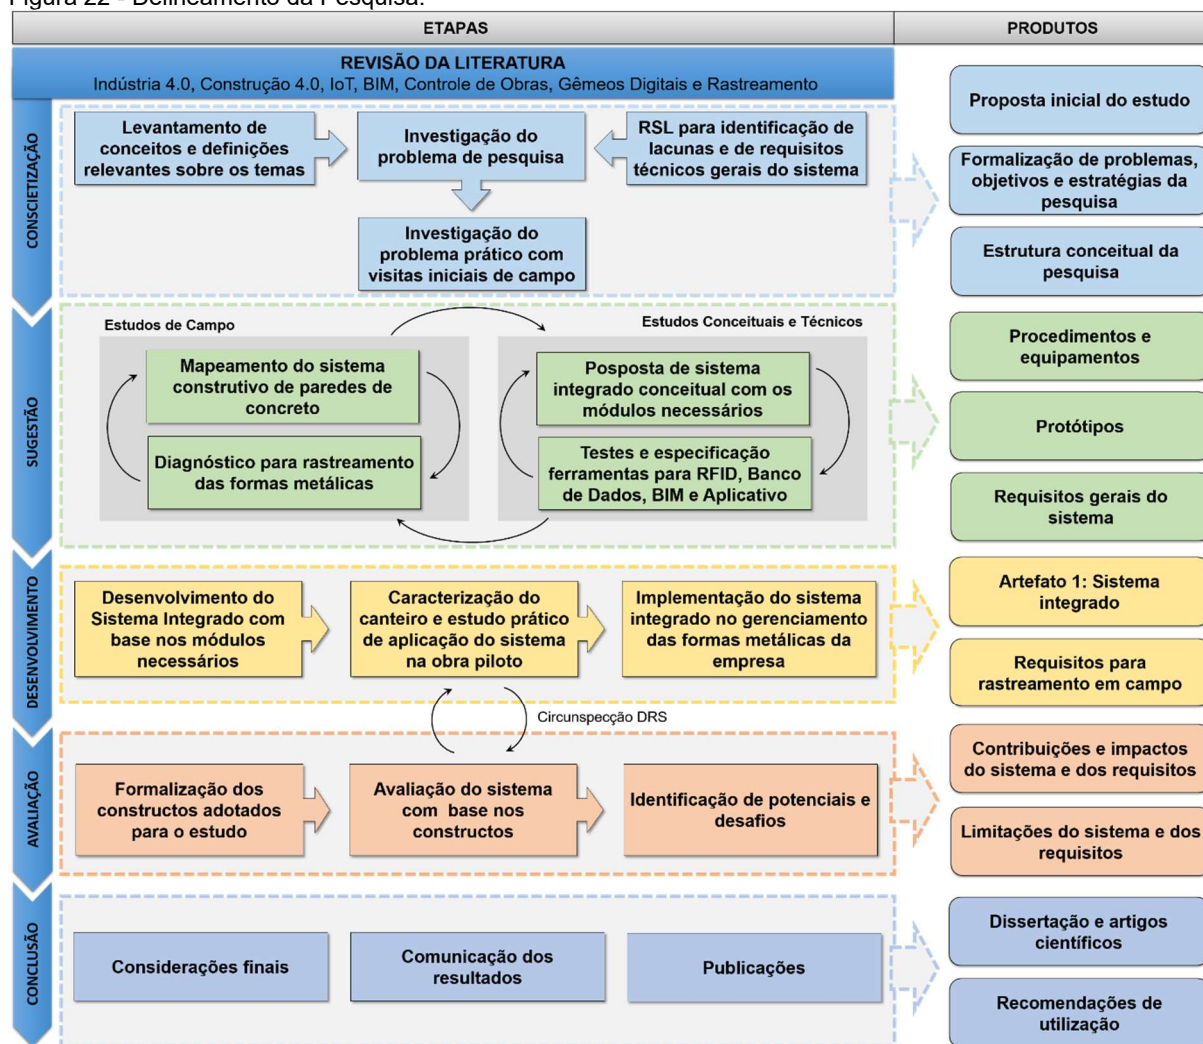 Figura 22 - Delineamento da Pesquisa.
ETAPAS
PRODUTOS
REVISÃO DA LITERATURA
Indústria 4.0, Construção 4.0, IoT, BIM, Controle de Obras, Gêmeos Digitais e Rastreamento
CONSCIETIZAÇÃO
Levantamento de
conceitos e definições
relevantes sobre os temas
Investigação do
problema de pesquisa
RSL para identificação de
lacunas e de requisitos
técnicos gerais do sistema
Investigação do
problema prático com
visitas iniciais de campo
Proposta inicial do estudo
Formalização de problemas,
objetivos e estratégias da
pesquisa
Estrutura conceitual da
pesquisa
SUGESTÃO
Estudos de Campo
Mapeamento do sistema
construtivo de paredes de
concreto
Diagnóstico para rastreamento
das formas metálicas
Estudos Conceituais e Técnicos
Posposta de sistema
integrado conceitual com os
módulos necessários
Testes e especificação
ferramentas para RFID, Banco
de Dados, BIM e Aplicativo
Procedimentos e
equipamentos
Protótipos
Requisitos gerais do
sistema
DESENVOLVIMENTO
Desenvolvimento do
Sistema Integrado com
base nos módulos
necessários
Caracterização do
canteiro e estudo prático
de aplicação do sistema
na obra piloto
Implementação do sistema
integrado no gerenciamento
das formas metálicas da
empresa
Artefato 1: Sistema
integrado
Requisitos para
rastreamento em campo
Circunspecção DRS
AVALIAÇÃO
Formalização dos
constructos adotados
para o estudo
Avaliação do sistema
com base nos
constructos
Identificação de potenciais e
desafios
Contribuições e impactos
do sistema e dos requisitos
Limitações do sistema e dos
requisitos
CONCLUSÃO
Considerações finais
Comunicação dos
resultados
Publicações
Dissertação e artigos
científicos
Recomendações de
utilização